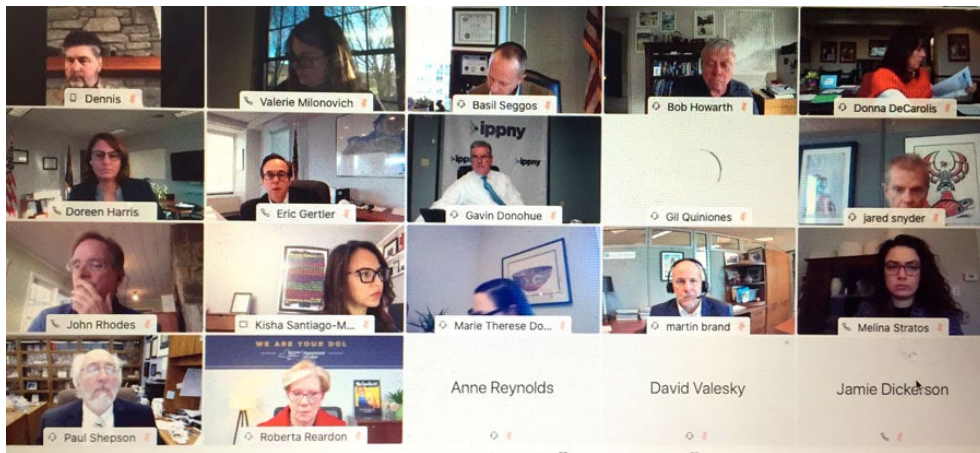 Dennis
Valerie Milonovich
Basil Seggos
Bob Howarth
Donna DeCarolis
Doreen Harris
Eric Gertler
>ippny
>ipp
>ippny
Gavin Donohue
Gil Quiniones
jared snyder
John Rhodes
Kisha Santiago-M...
Marie Therese Do...
martin brand
Melina Stratos
Paul Shepson
WE ARE YOUR DOL
Roberta Reardon
Anne Reynolds
David Valesky
Jamie Dickerson